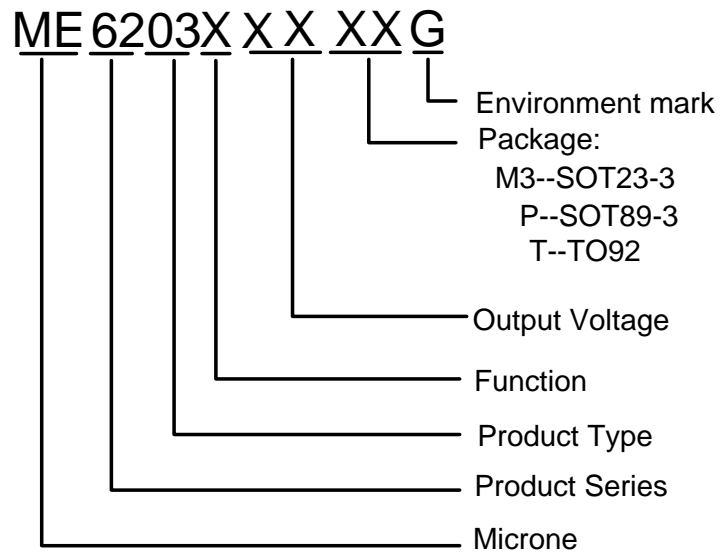 ME6203X XX XXG
Environment mark
Package:
M3--SOT23-3
P--SOT89-3
T--TO92
Output Voltage
Function
Product Type
Product Series
Microne